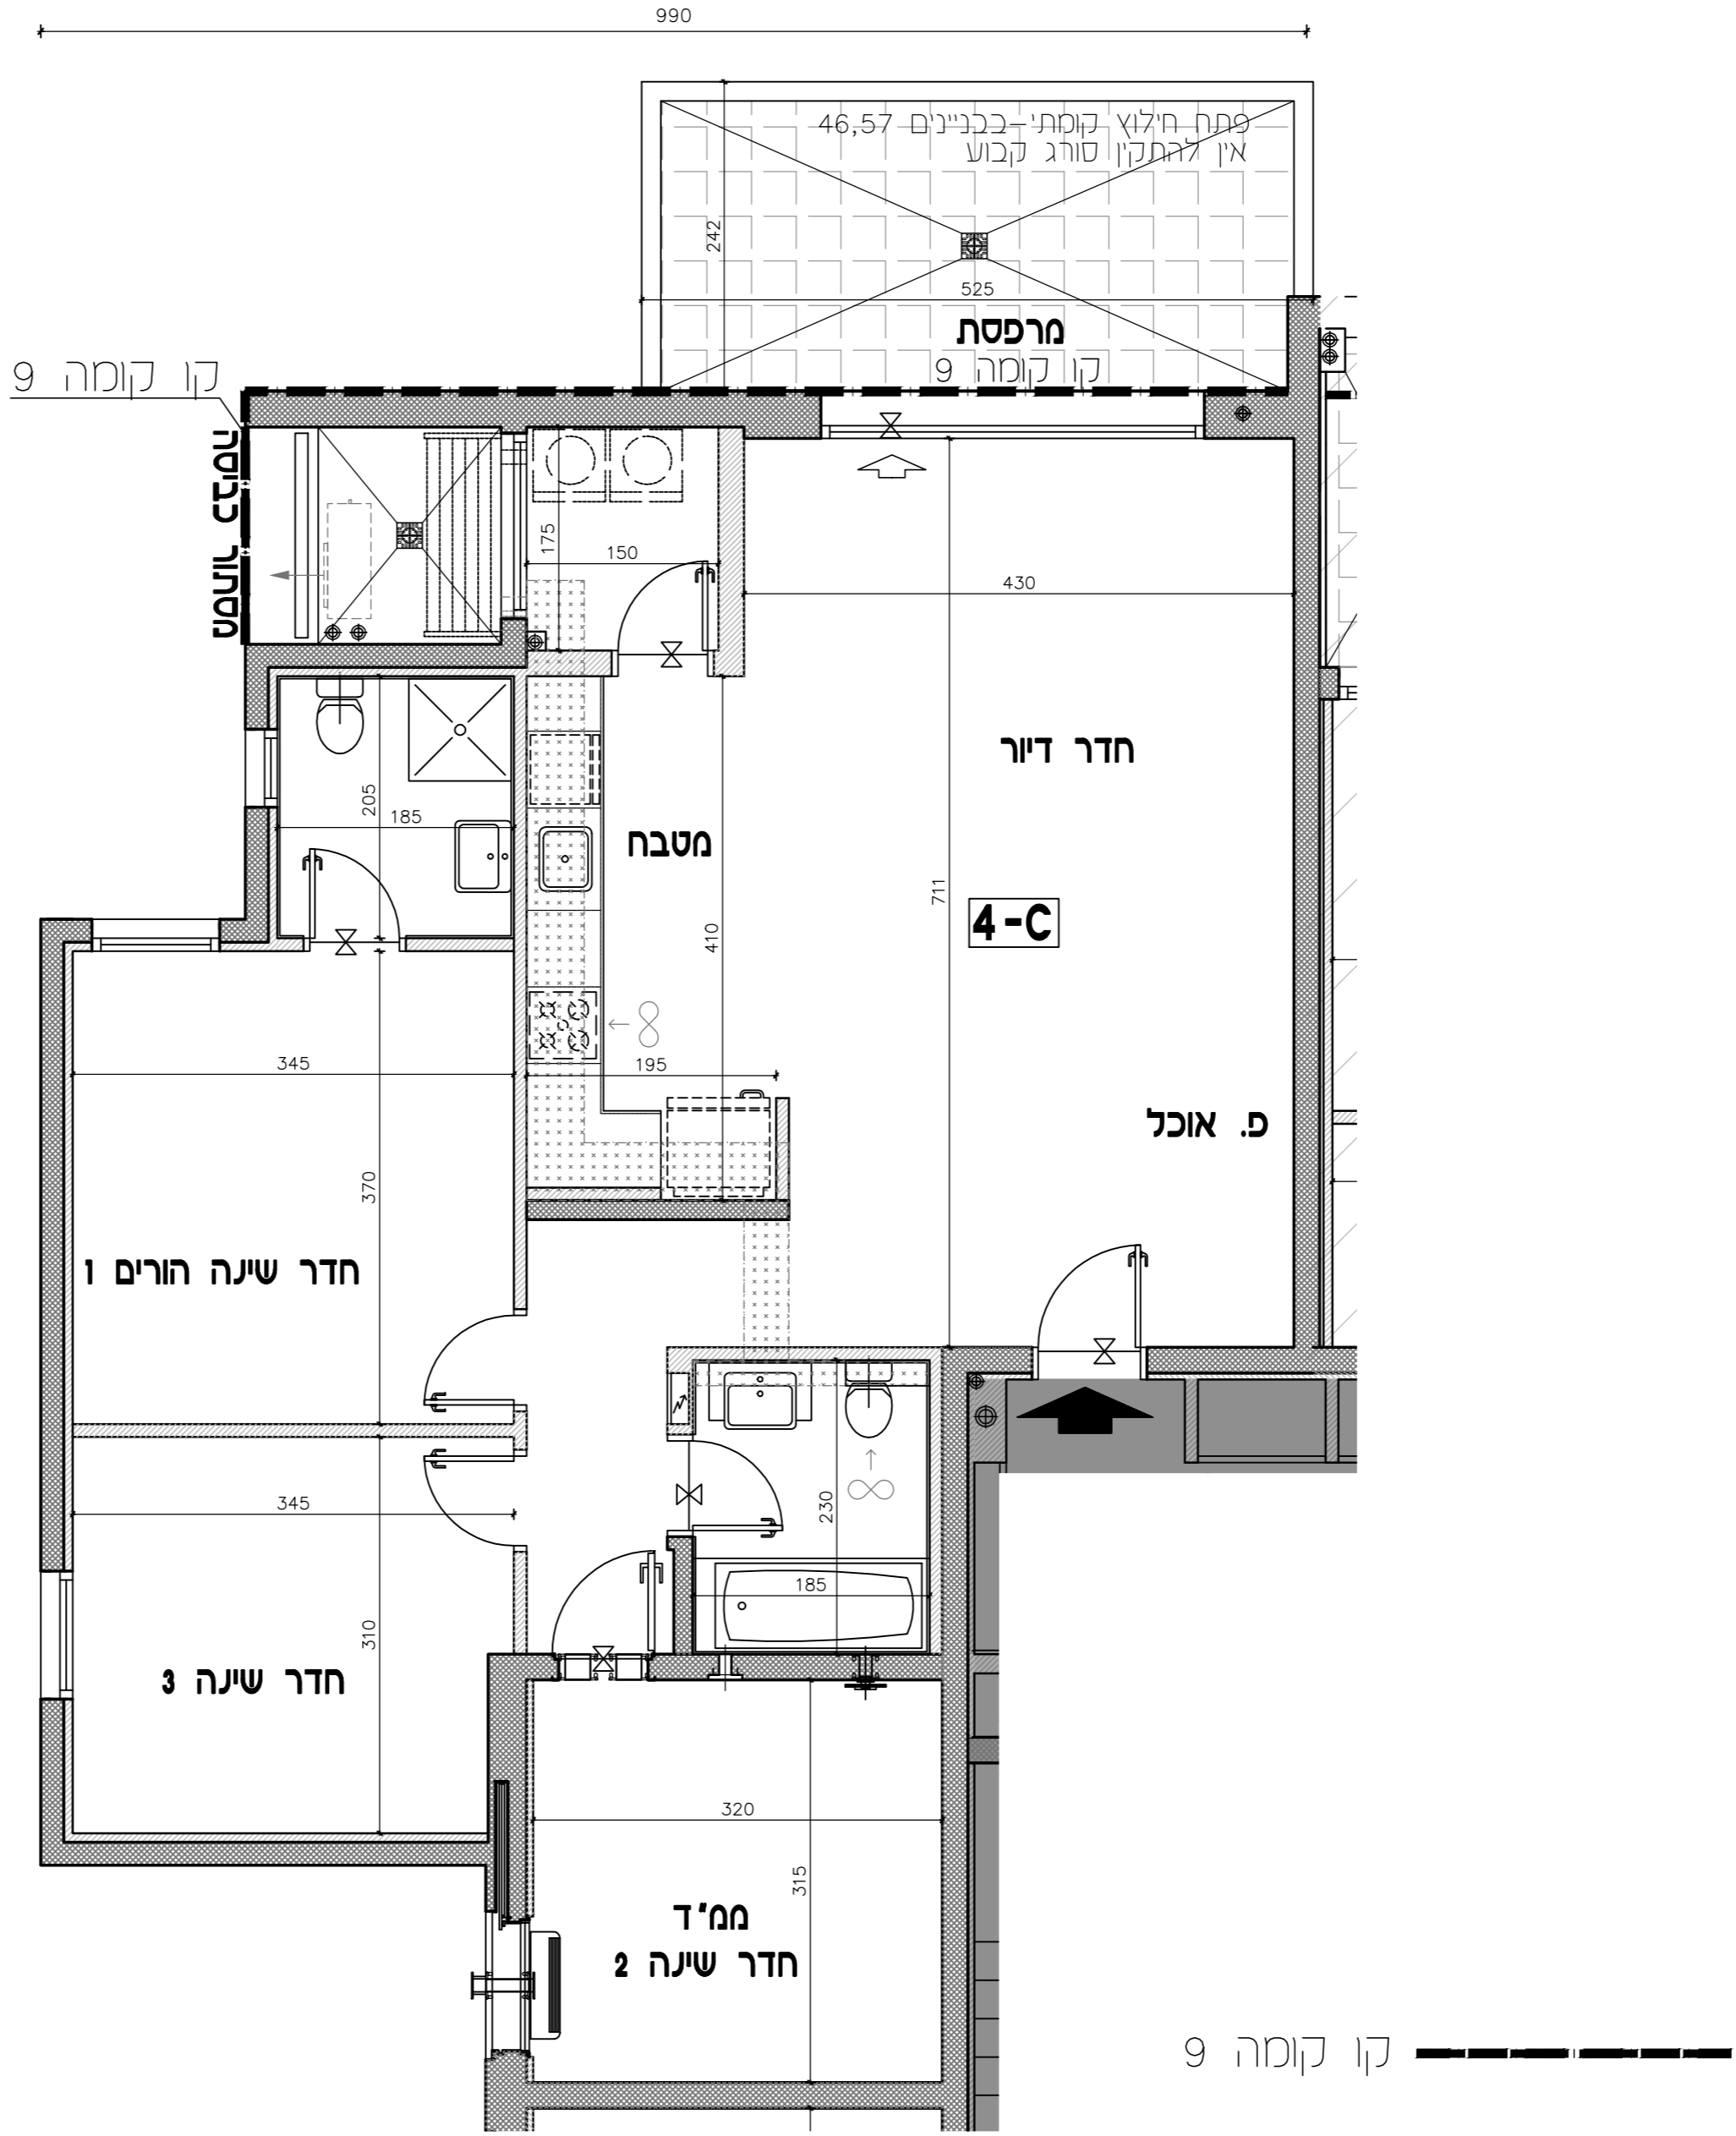 990
פתח חילוץ קומתי-בבניינים 46,57
אין להתקין סורג קבוע
242
525
מרפסת
קו קומה 9
קו קומה 9
מסתור כביסה
175
150
430
חדר דיור
205
185
מטבח
4-C
711
410
345
195
פ. אוכל
370
חדר שינה הורים 1
345
230
185
310
חדר שינה 3
320
315
ממ"ד
חדר שינה 2
קו קומה 9